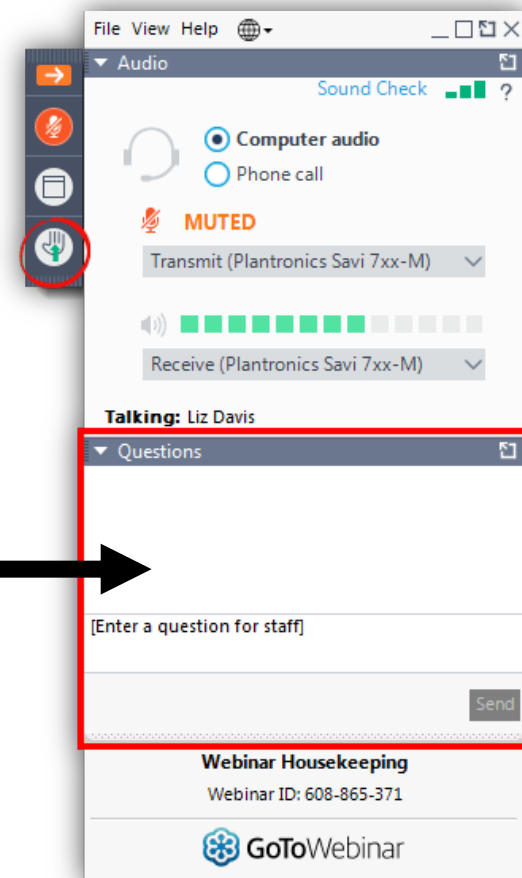 File View Help
Audio
Sound Check ?
Computer audio
Phone call
MUTED
Transmit (Plantronics Savi 7xx-M)
Receive (Plantronics Savi 7xx-M)
Talking: Liz Davis
Questions
[Enter a question for staff]
Send
Webinar Housekeeping
Webinar ID: 608-865-371
GoToWebinar